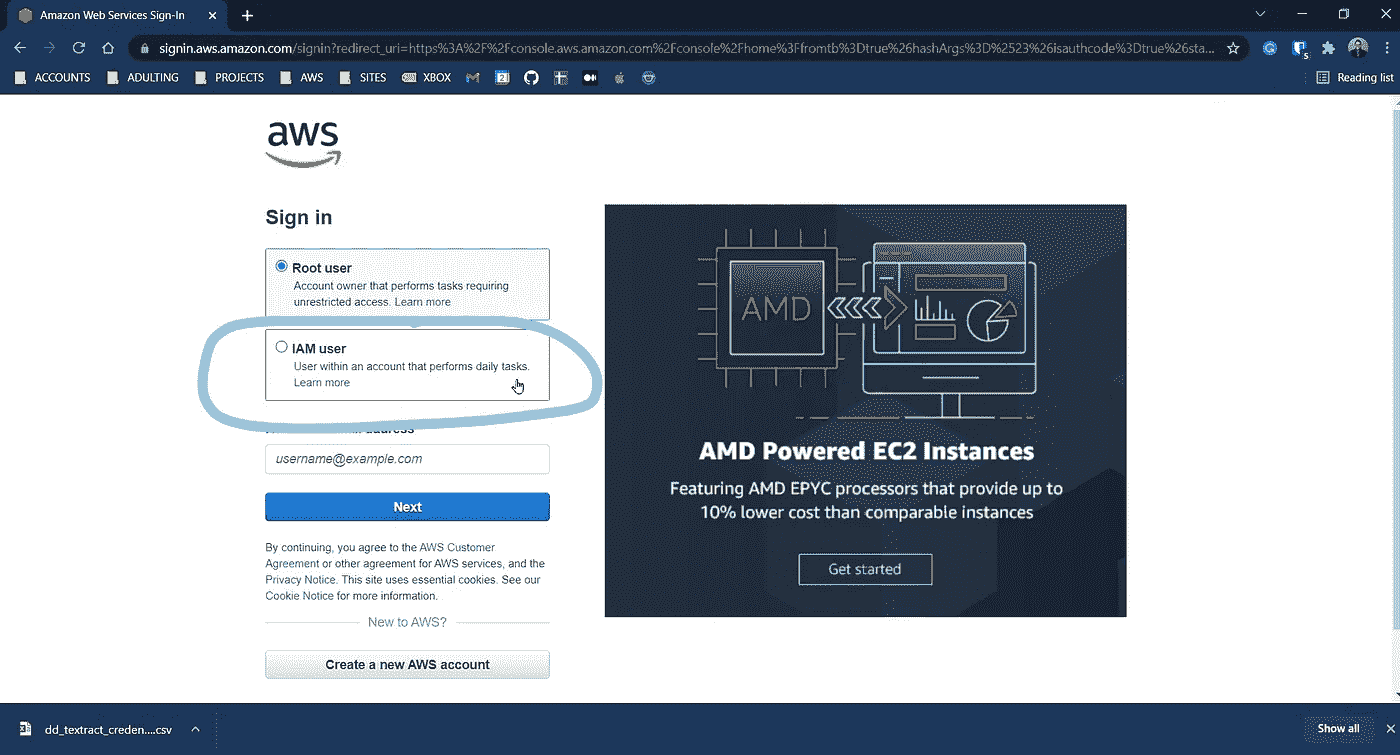 Amazon Web Services Sign-In
signin.aws.amazon.com/signin?redirect_uri=https%3A%2F%2Fconsole.aws.amazon.com%2Fconsole%2Fhome%3Ffromtb%3Dtrue%26hashArgs%3D%2523%26isauthcode%3Dtrue%26sta...
5
ACCOUNTS ADULTING PROJECTS AWS SITES XBOX 2 Reading list
aws
Sign in
Root user
Account owner that performs tasks requiring
unrestricted access. Learn more
IAM user
User within an account that performs daily tasks.
Learn more
address
username@example.com
Next
By continuing, you agree to the AWS Customer
Agreement or other agreement for AWS services, and the
Privacy Notice. This site uses essential cookies. See our
Cookie Notice for more information.
New to AWS?
Create a new AWS account
AMD
AMD Powered EC2 Instances
Featuring AMD EPYC processors that provide up to
10% lower cost than comparable instances
Get started
dd_textract_creden....csv
Show all